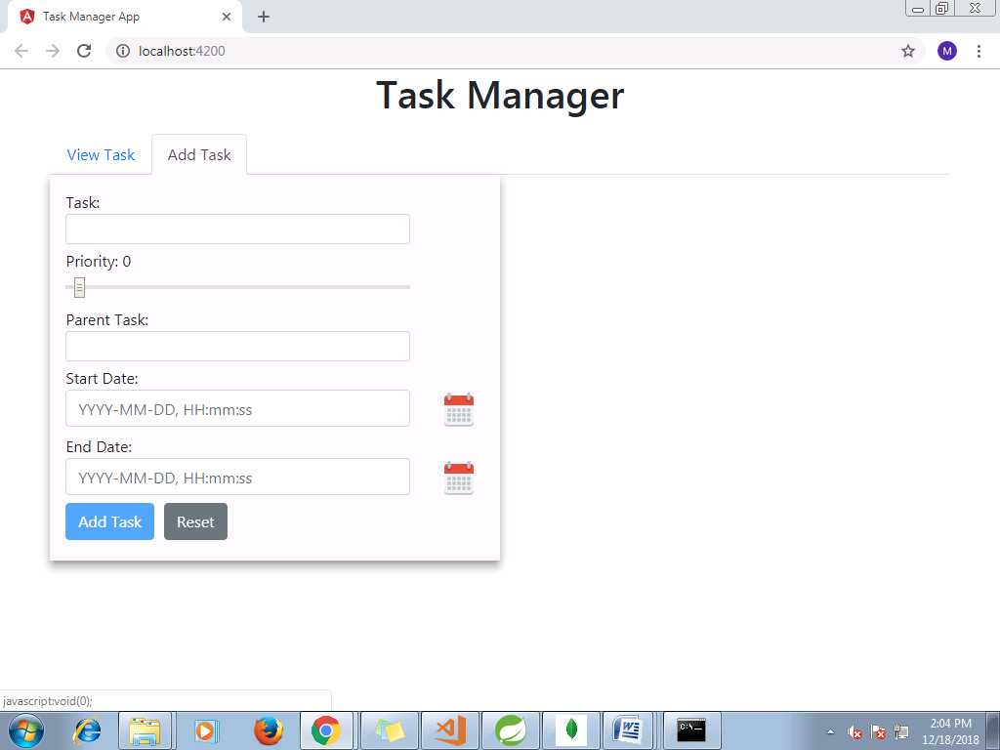 Task Manager App
localhost:4200
M
Task Manager
View Task
Add Task
Task:
Priority: 0
Parent Task:
Start Date:
YYYY-MM-DD, HH:mm:ss
End Date:
YYYY-MM-DD, HH:mm:ss
Add Task
Reset
javascript:void(0);
2:04 PM
12/18/2018